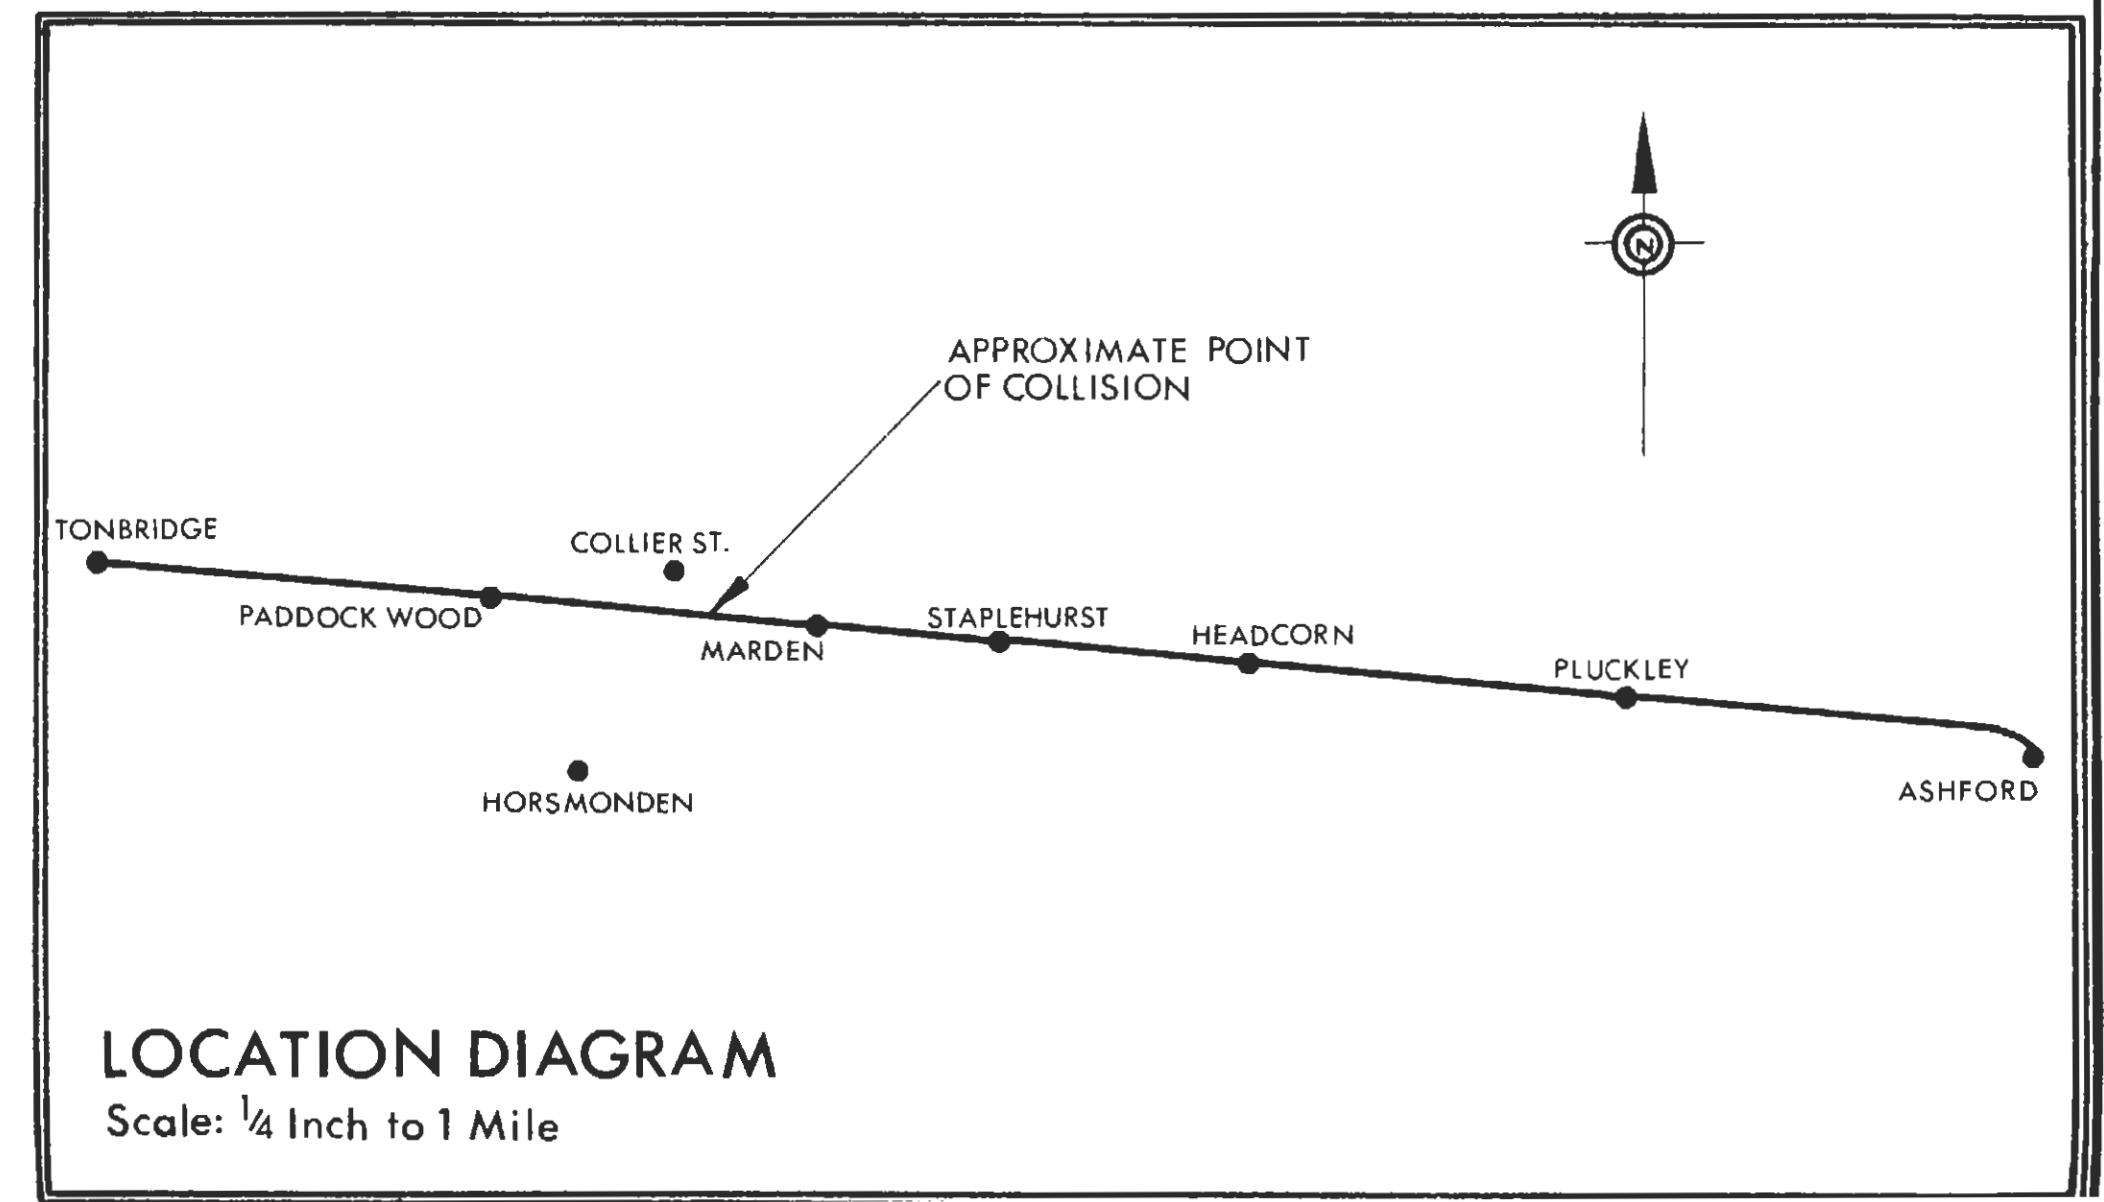 N
APPROXIMATE POINT
OF COLLISION
TONBRIDGE
COLLIER ST.
PADDOCK WOOD
STAPLEHURST
MARDEN
HEADCORN
PLUCKLEY
ASHFORD
HORSMONDEN
LOCATION DIAGRAM
Scale: 1/4 Inch to 1 Mile